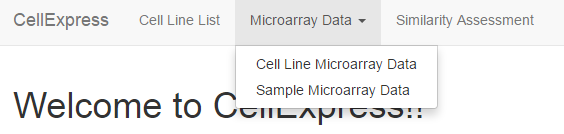 CellExpress Cell Line List Microarray Data Similarity Assessment
Cell Line Microarray Data
Sample Microarray Data
Welcome to CellExpress!!